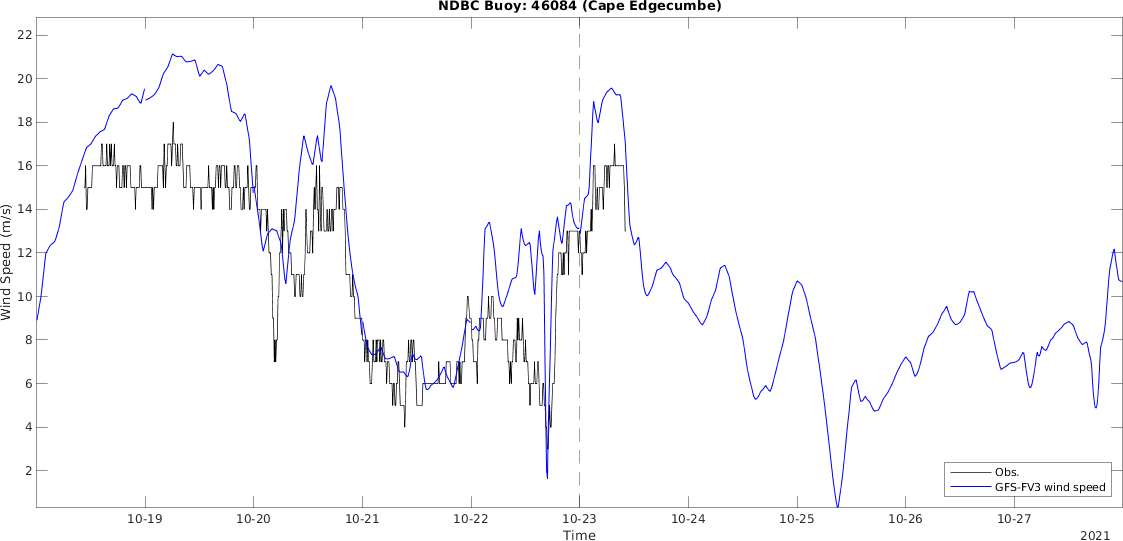 NDBC Buoy: 46084 (Cape Edgecumbe)
22
20
18
16
14
12
10
8
6
4
2
Wind Speed (m/s)
Obs.
GFS-FV3 wind speed
10-19 10-20 10-21 10-22 10-23 10-24 10-25 10-26 10-27
Time
2021